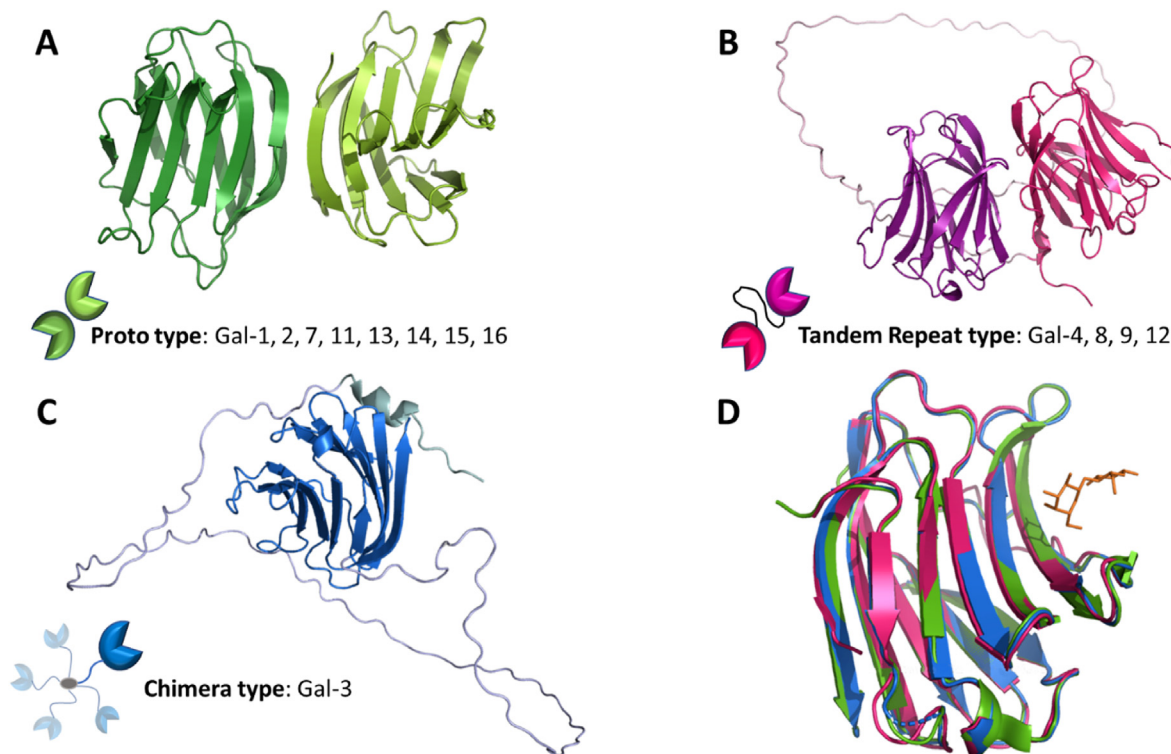 A
B
Proto type: Gal-1, 2, 7, 11, 13, 14, 15, 16
Tandem Repeat type: Gal-4, 8, 9, 12
C
D
Chimera type: Gal-3